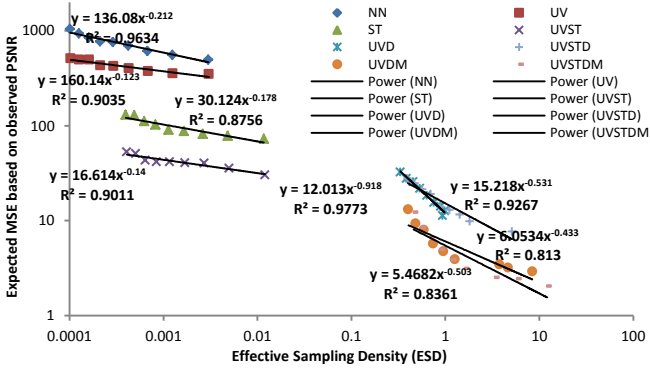 y = 136.08x-0.212
R² = 0.9634
NN
UV
ST
UVST
UVD
UVSTD
UVDM
UVSTDM
Power (NN)
Power (UV)
Power (ST)
Power (UVST)
Power (UVD)
Power (UVSTD)
Power (UVDM)
Power (UVSTDM)
y = 160.14x-0.123
R² = 0.9035
y = 30.124x-0.178
R² = 0.8756
y = 16.614x-0.14
R² = 0.9011
y = 12.013x-0.918
R² = 0.9773
y = 15.218x-0.531
R² = 0.9267
y = 6.0534x-0.433
R² = 0.813
y = 5.4682x-0.503
R² = 0.8361
Expected MSE based on observed PSNR
1000
100
10
1
0.0001
0.001
0.01
0.1
1
10
100
Effective Sampling Density (ESD)